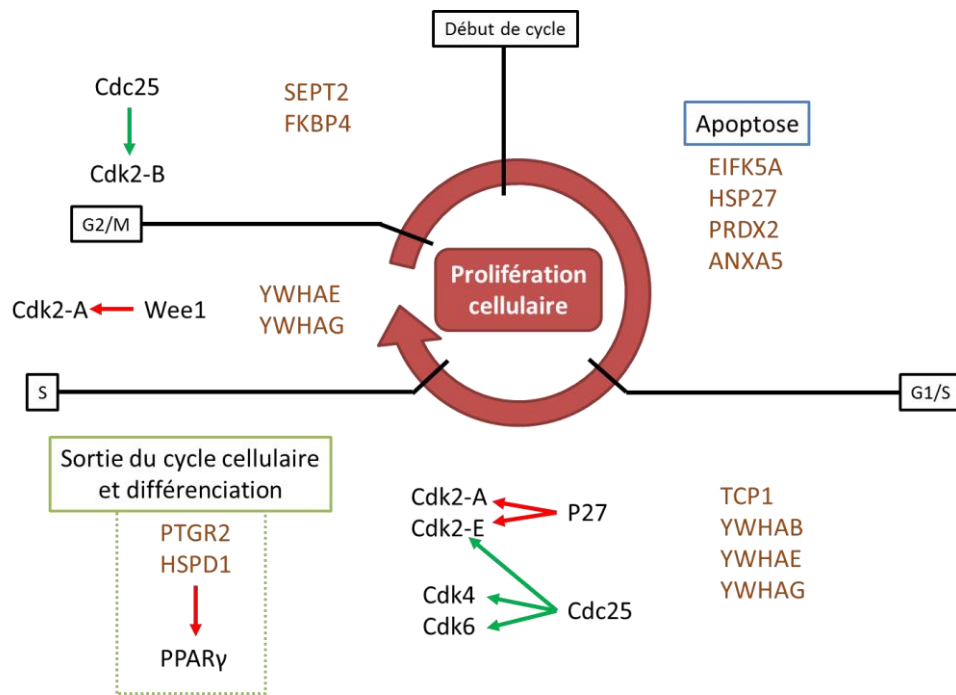 Début de cycle
Cdc25
Cdk2-B
SEPT2
FKBP4
Apoptose
EIFK5A
HSP27
PRDX2
ANXA5
G2/M
Prolifération
cellulaire
Cdk2-A
Wee1
YWHAE
YWHAG
S
G1/S
Sortie du cycle cellulaire
et différenciation
PTGR2
HSPD1
PPARγ
Cdk2-A
Cdk2-E
P27
Cdk4
Cdk6
Cdc25
TCP1
YWHAB
YWHAE
YWHAG